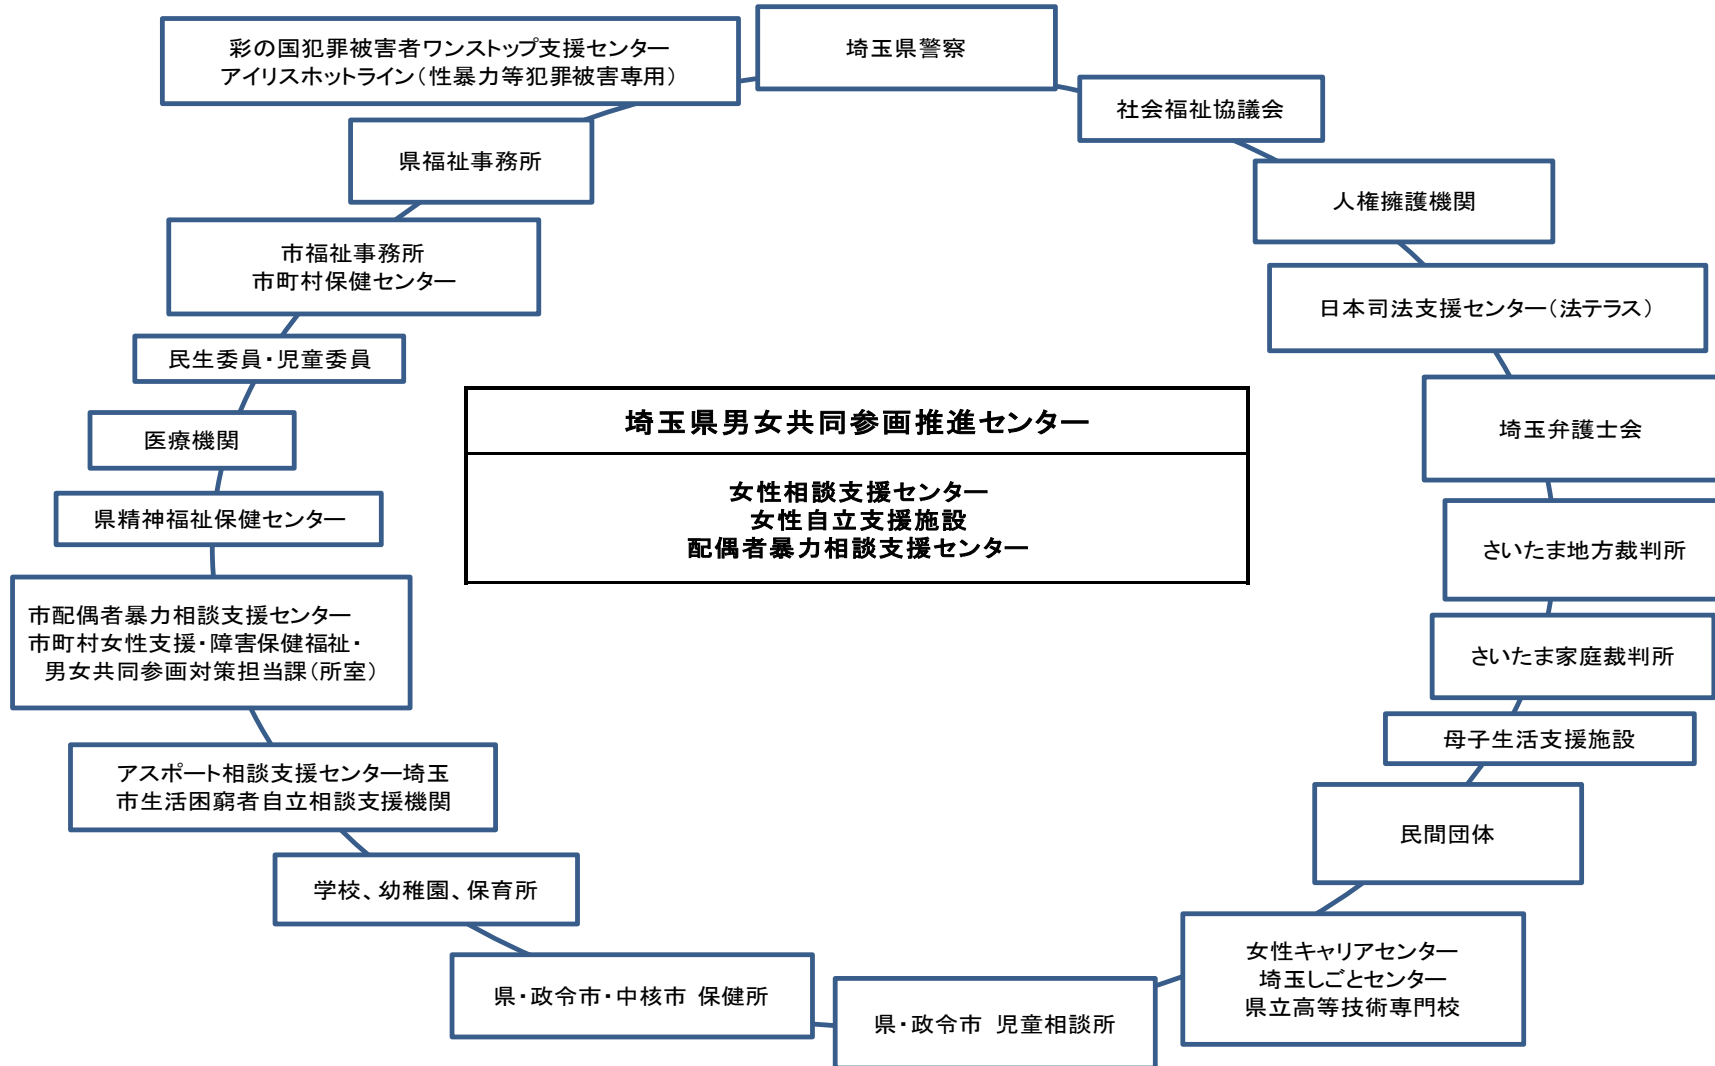 彩の国犯罪被害者ワンストップ支援センター
アイリスホットライン（性暴力等犯罪被害専用）
埼玉県警察
社会福祉協議会
県福祉事務所
人権擁護機関
市福祉事務所
市町村保健センター
日本司法支援センター（法テラス）
民生委員・児童委員
埼玉県男女共同参画推進センター
女性相談支援センター
女性自立支援施設
配偶者暴力相談支援センター
医療機関
埼玉弁護士会
県精神福祉保健センター
さいたま地方裁判所
市配偶者暴力相談支援センター
市町村女性支援・障害保健福祉・
男女共同参画対策担当課（所室）
さいたま家庭裁判所
母子生活支援施設
アスポート相談支援センター埼玉
市生活困窮者自立相談支援機関
民間団体
学校、幼稚園、保育所
女性キャリアセンター
埼玉しごとセンター
県立高等技術専門校
県・政令市・中核市 保健所
県・政令市 児童相談所